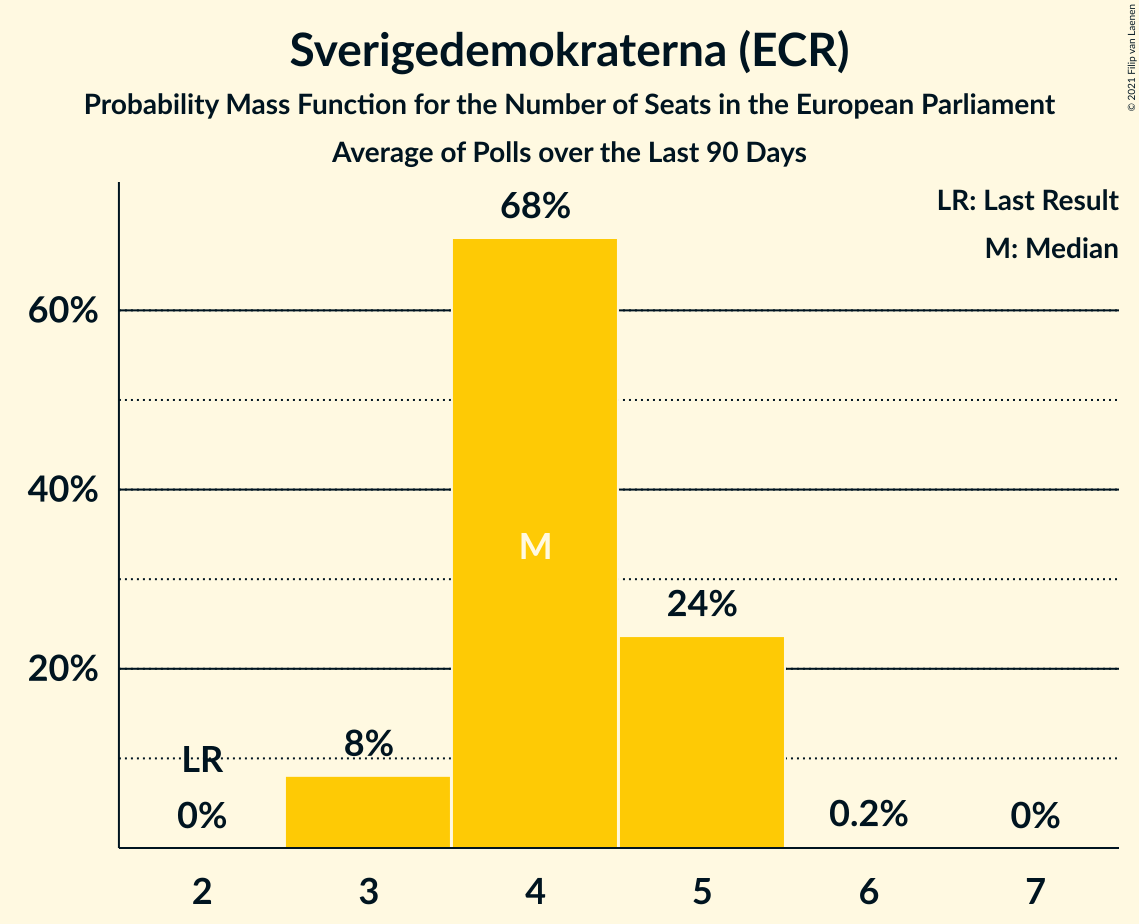 Sverigedemokraterna (ECR)
Probability Mass Function for the Number of Seats in the European Parliament
Average of Polls over the Last 90 Days
© 2021 Filip van Laenen
LR: Last Result
M: Median
68%
60%
40%
M
24%
20%
8%
LR
0%
0.2%
0%
2 3 4 5 6 7